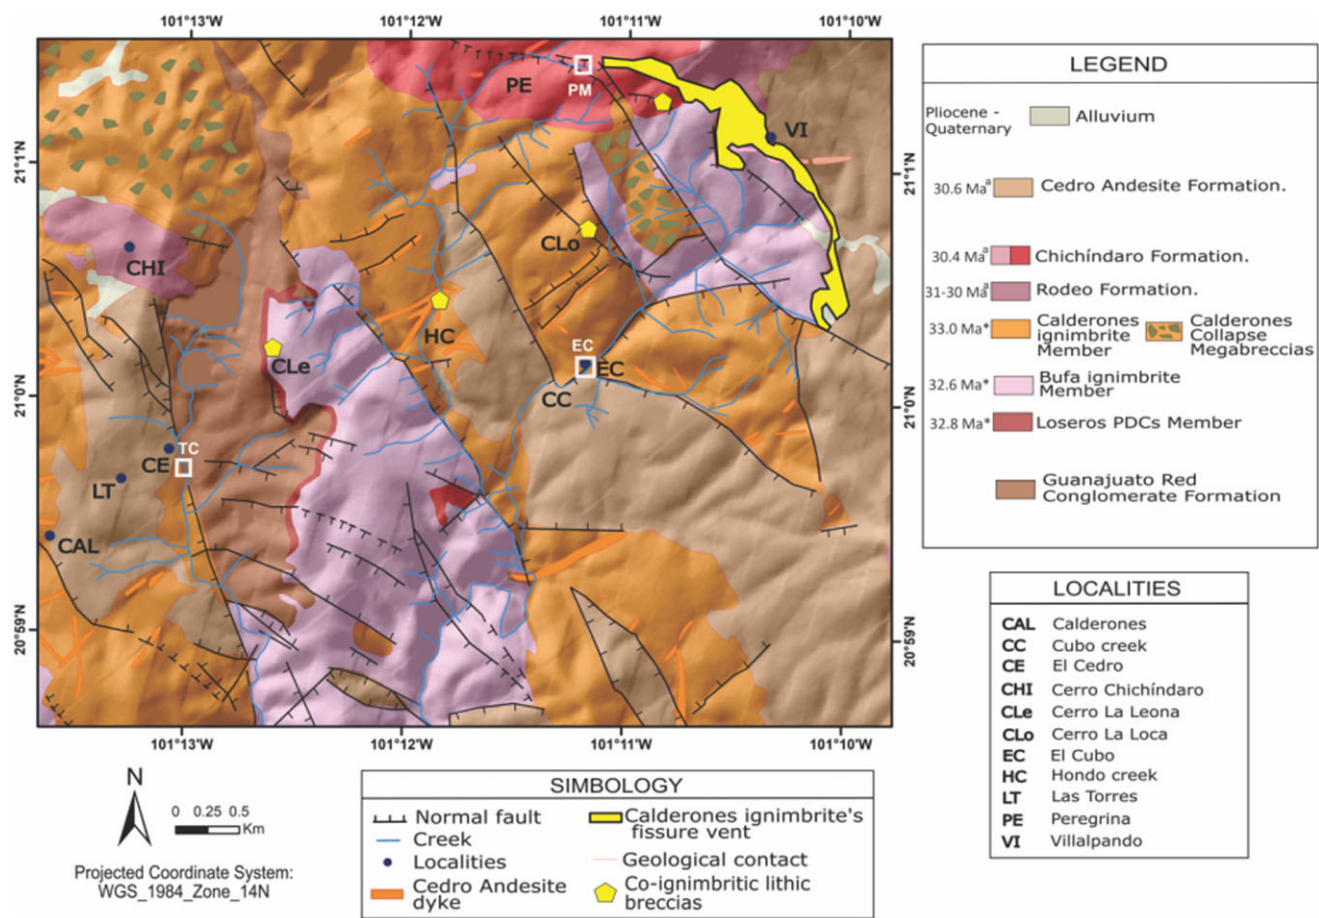 101°13'W 101°12'W 101°11'W 101°10'W
21°1'N
21°0'N
20°59'N
21°1'N
21°0'N
20°59'N
PE
PM
VI
CLo
CHI
HC
CLe
EC
EC
CC
TC
CE
LT
CAL
101°13'W 101°12'W 101°11'W 101°10'W
LEGEND
Pliocene -
Quaternary
Alluvium
30.6 Ma a Cedro Andesite Formation.
30.4 Ma a Chichíndaro Formation.
31-30 Ma a Rodeo Formation.
33.0 Ma* Calderones
ignimbrite
Member
Calderones
Collapse
Megabreccias
32.6 Ma* Bufa ignimbrite
Member
32.8 Ma* Loseros PDCs Member
Guanajuato Red
Conglomerate Formation
LOCALITIES
CAL Calderones
CC Cubo creek
CE El Cedro
CHI Cerro Chichíndaro
CLe Cerro La Leona
CLo Cerro La Loca
EC El Cubo
HC Hondo creek
LT Las Torres
PE Peregrina
VI Villalpando
N
0 0.25 0.5
Km
Projected Coordinate System:
WGS_1984_Zone_14N
SIMBOLOGY
Normal fault
Creek
Localities
Cedro Andesite
dyke
Calderones ignimbrite's
fissure vent
Geological contact
Co-ignimbritic lithic
breccias